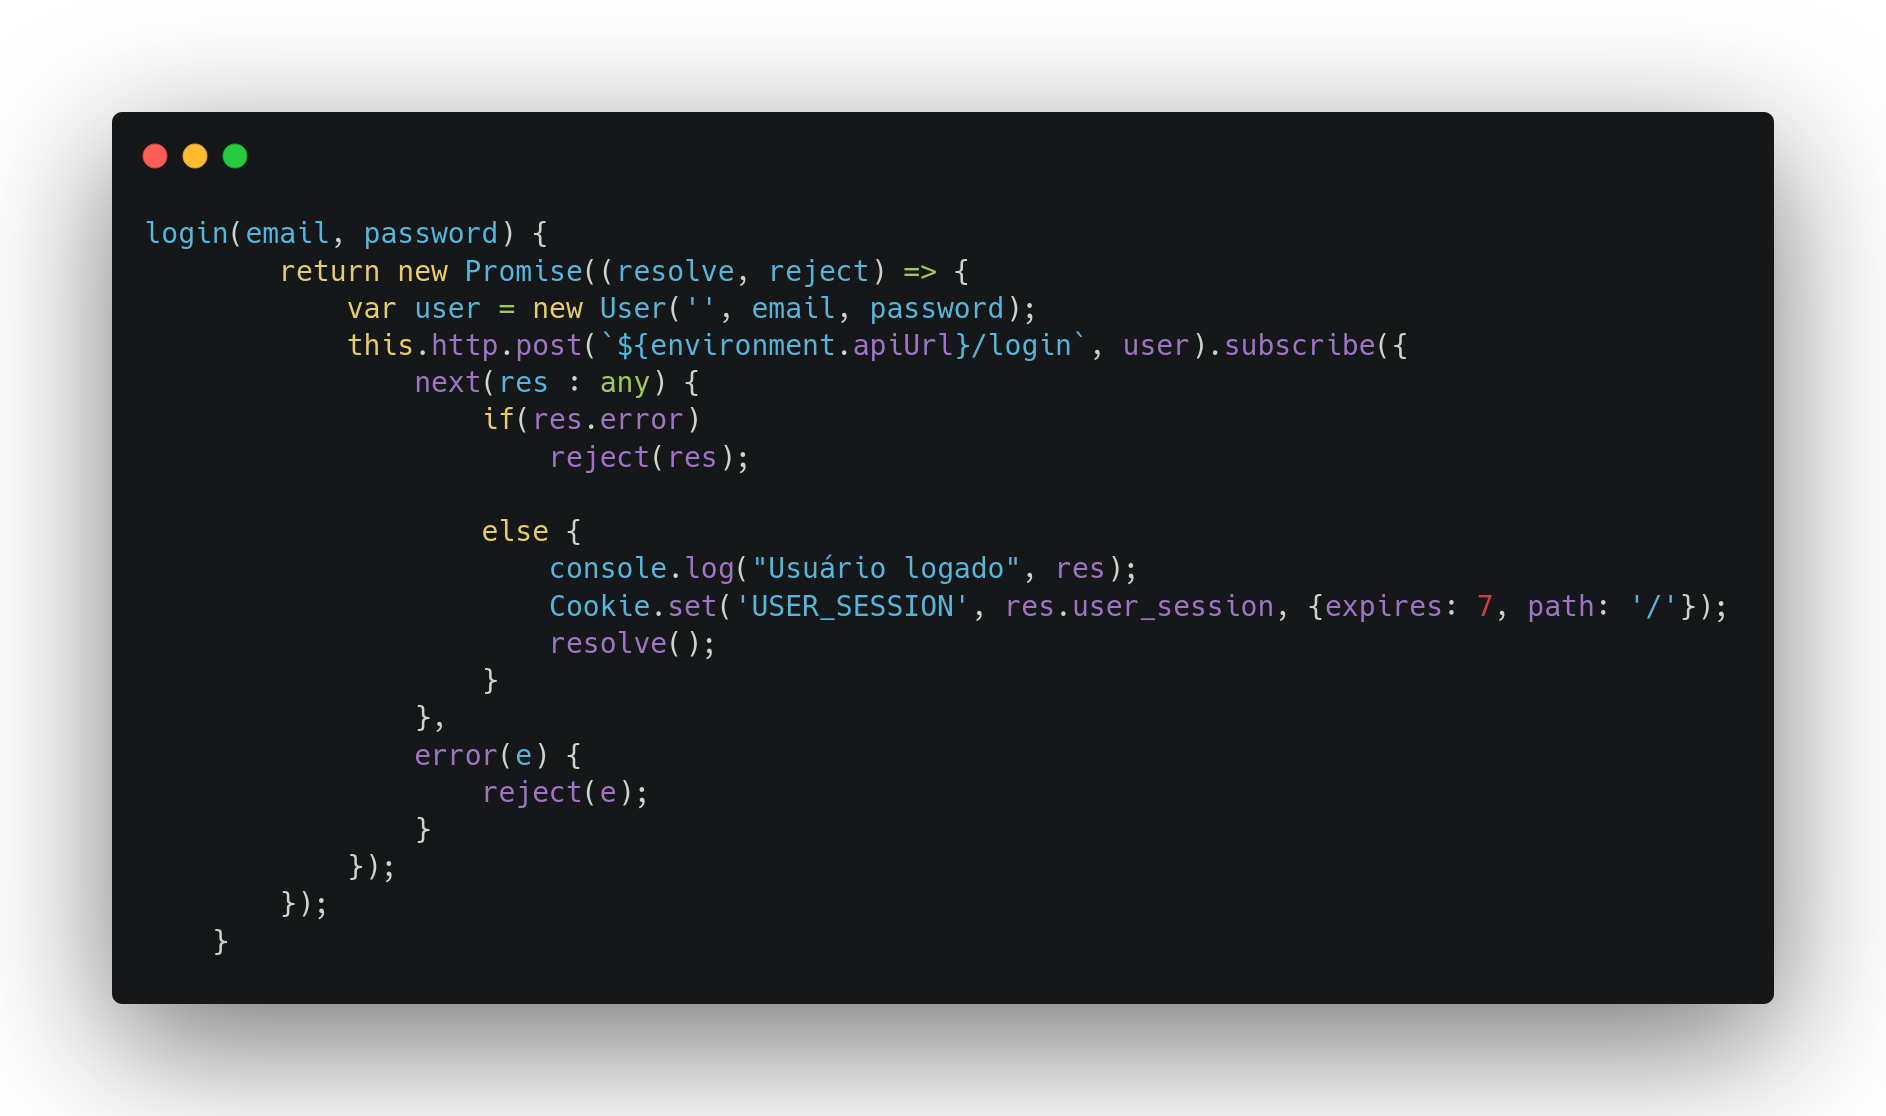 login(email, password) {
        return new Promise((resolve, reject) => {
            var user = new User('', email, password);
            this.http.post(`${environment.apiUrl}/login`, user).subscribe({
                next(res : any) {
                    if(res.error)
                        reject(res);

                    else {
                        console.log("Usuário logado", res);
                        Cookie.set('USER_SESSION', res.user_session, {expires: 7, path: '/'});
                        resolve();
                    }
                },
                error(e) {
                    reject(e);
                }
            });
        });
    }